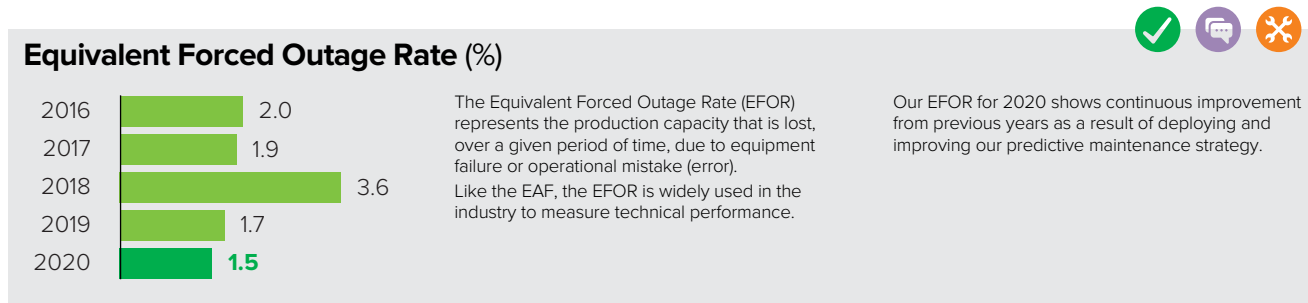 Equivalent Forced Outage Rate (%)
2016 2.0
2017 1.9
2018 3.6
2019 1.7
2020 1.5
The Equivalent Forced Outage Rate (EFOR)
represents the production capacity that is lost,
over a given period of time, due to equipment
failure or operational mistake (error).
Like the EAF, the EFOR is widely used in the
industry to measure technical performance.
Our EFOR for 2020 shows continuous improvement
from previous years as a result of deploying and
improving our predictive maintenance strategy.